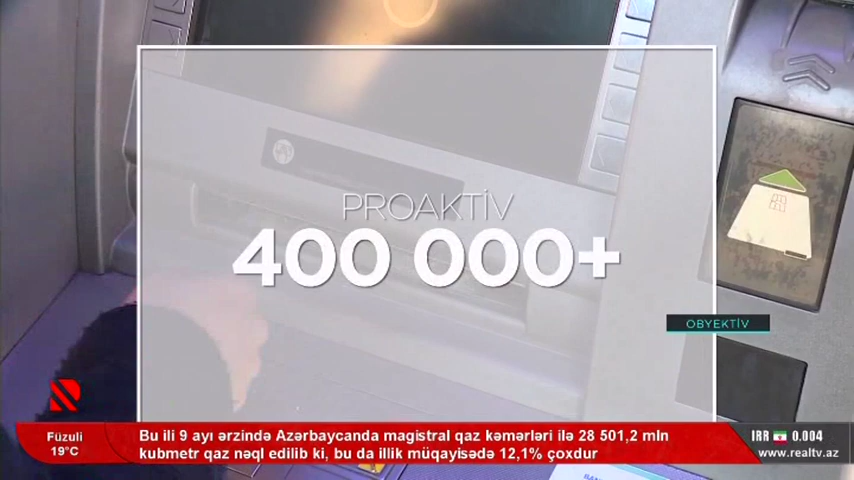 PROAKTİV
400 000+
OBYEKTİV
Füzuli
19°C
Bu ili 9 ayı ərzində Azərbaycanda magistral qaz kəmərləri ilə 28 501,2 mln
kubmetr qaz nəql edilib ki, bu da illik müqayisədə 12,1% çoxdur
IRR 0.004
www.realtv.az